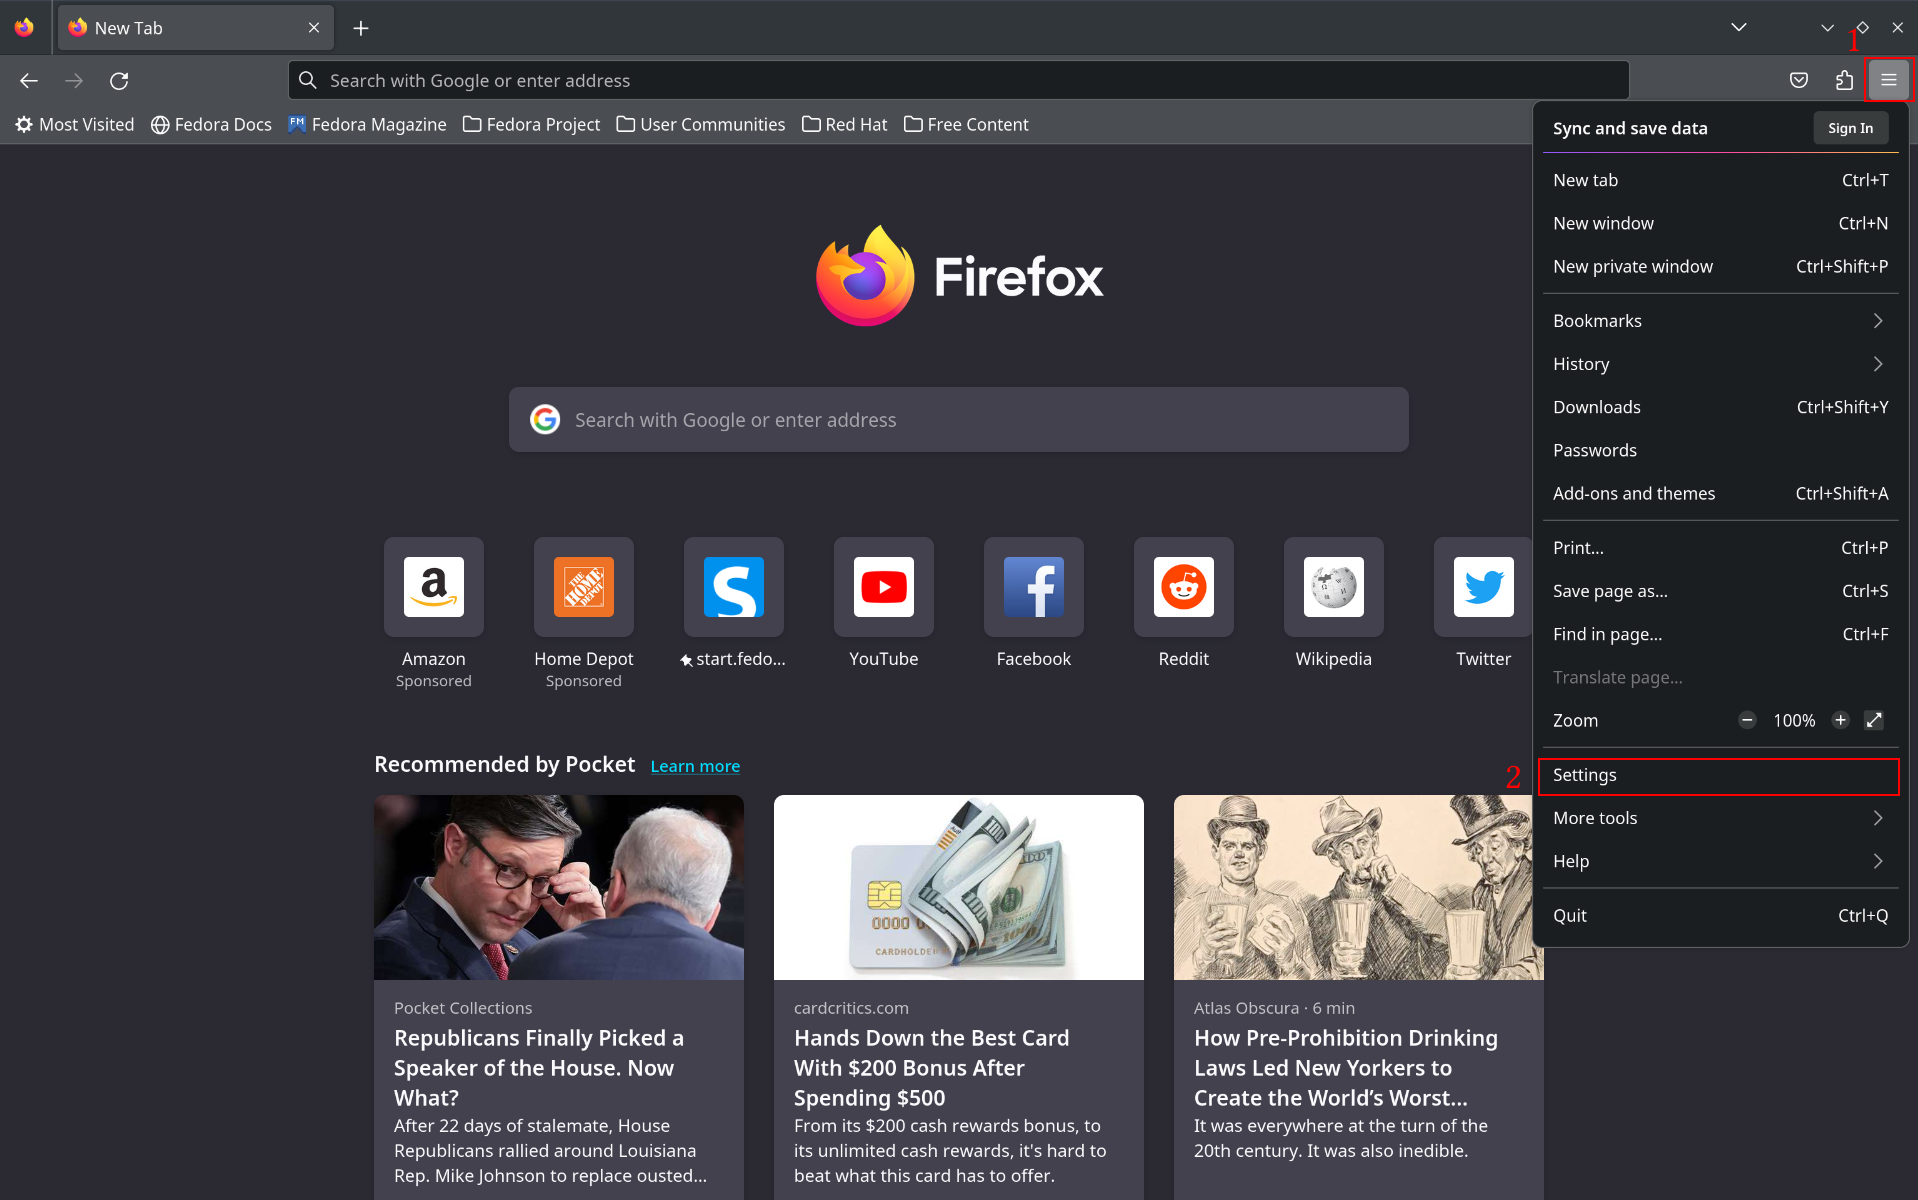 New Tab
1
Search with Google or enter address
Most Visited Fedora Docs FM Fedora Magazine Fedora Project User Communities Red Hat Free Content
Sync and save data Sign In
New tab Ctrl+T
New window Ctrl+N
New private window Ctrl+Shift+P
Bookmarks
History
Downloads Ctrl+Shift+Y
Passwords
Add-ons and themes Ctrl+Shift+A
Print... Ctrl+P
Save page as... Ctrl+S
Find in page... Ctrl+F
Translate page...
Zoom 100%
2 Settings
More tools
Help
Quit Ctrl+Q
Firefox
Search with Google or enter address
a
THE HOME DEPOT
S
f
Amazon
Sponsored
Home Depot
Sponsored
start.fedo...
YouTube
Facebook
Reddit
Wikipedia
Twitter
Recommended by Pocket Learn more
Pocket Collections
Republicans Finally Picked a
Speaker of the House. Now
What?
After 22 days of stalemate, House
Republicans rallied around Louisiana
Rep. Mike Johnson to replace ousted...
0000
CARDHOLDER
100
cardcritics.com
Hands Down the Best Card
With $200 Bonus After
Spending $500
From its $200 cash rewards bonus, to
its unlimited cash rewards, it's hard to
beat what this card has to offer.
Atlas Obscura · 6 min
How Pre-Prohibition Drinking
Laws Led New Yorkers to
Create the World’s Worst...
It was everywhere at the turn of the
20th century. It was also inedible.